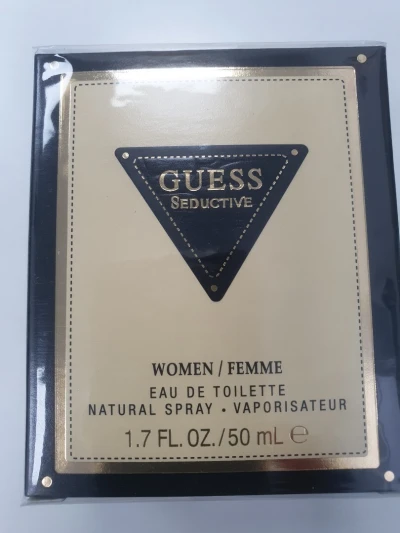 GUESS
SEDUCTIVE
WOMEN / FEMME
EAU DE TOILETTE
NATURAL SPRAY • VAPORISATEUR
1.7 FL. OZ./50 mL ℮